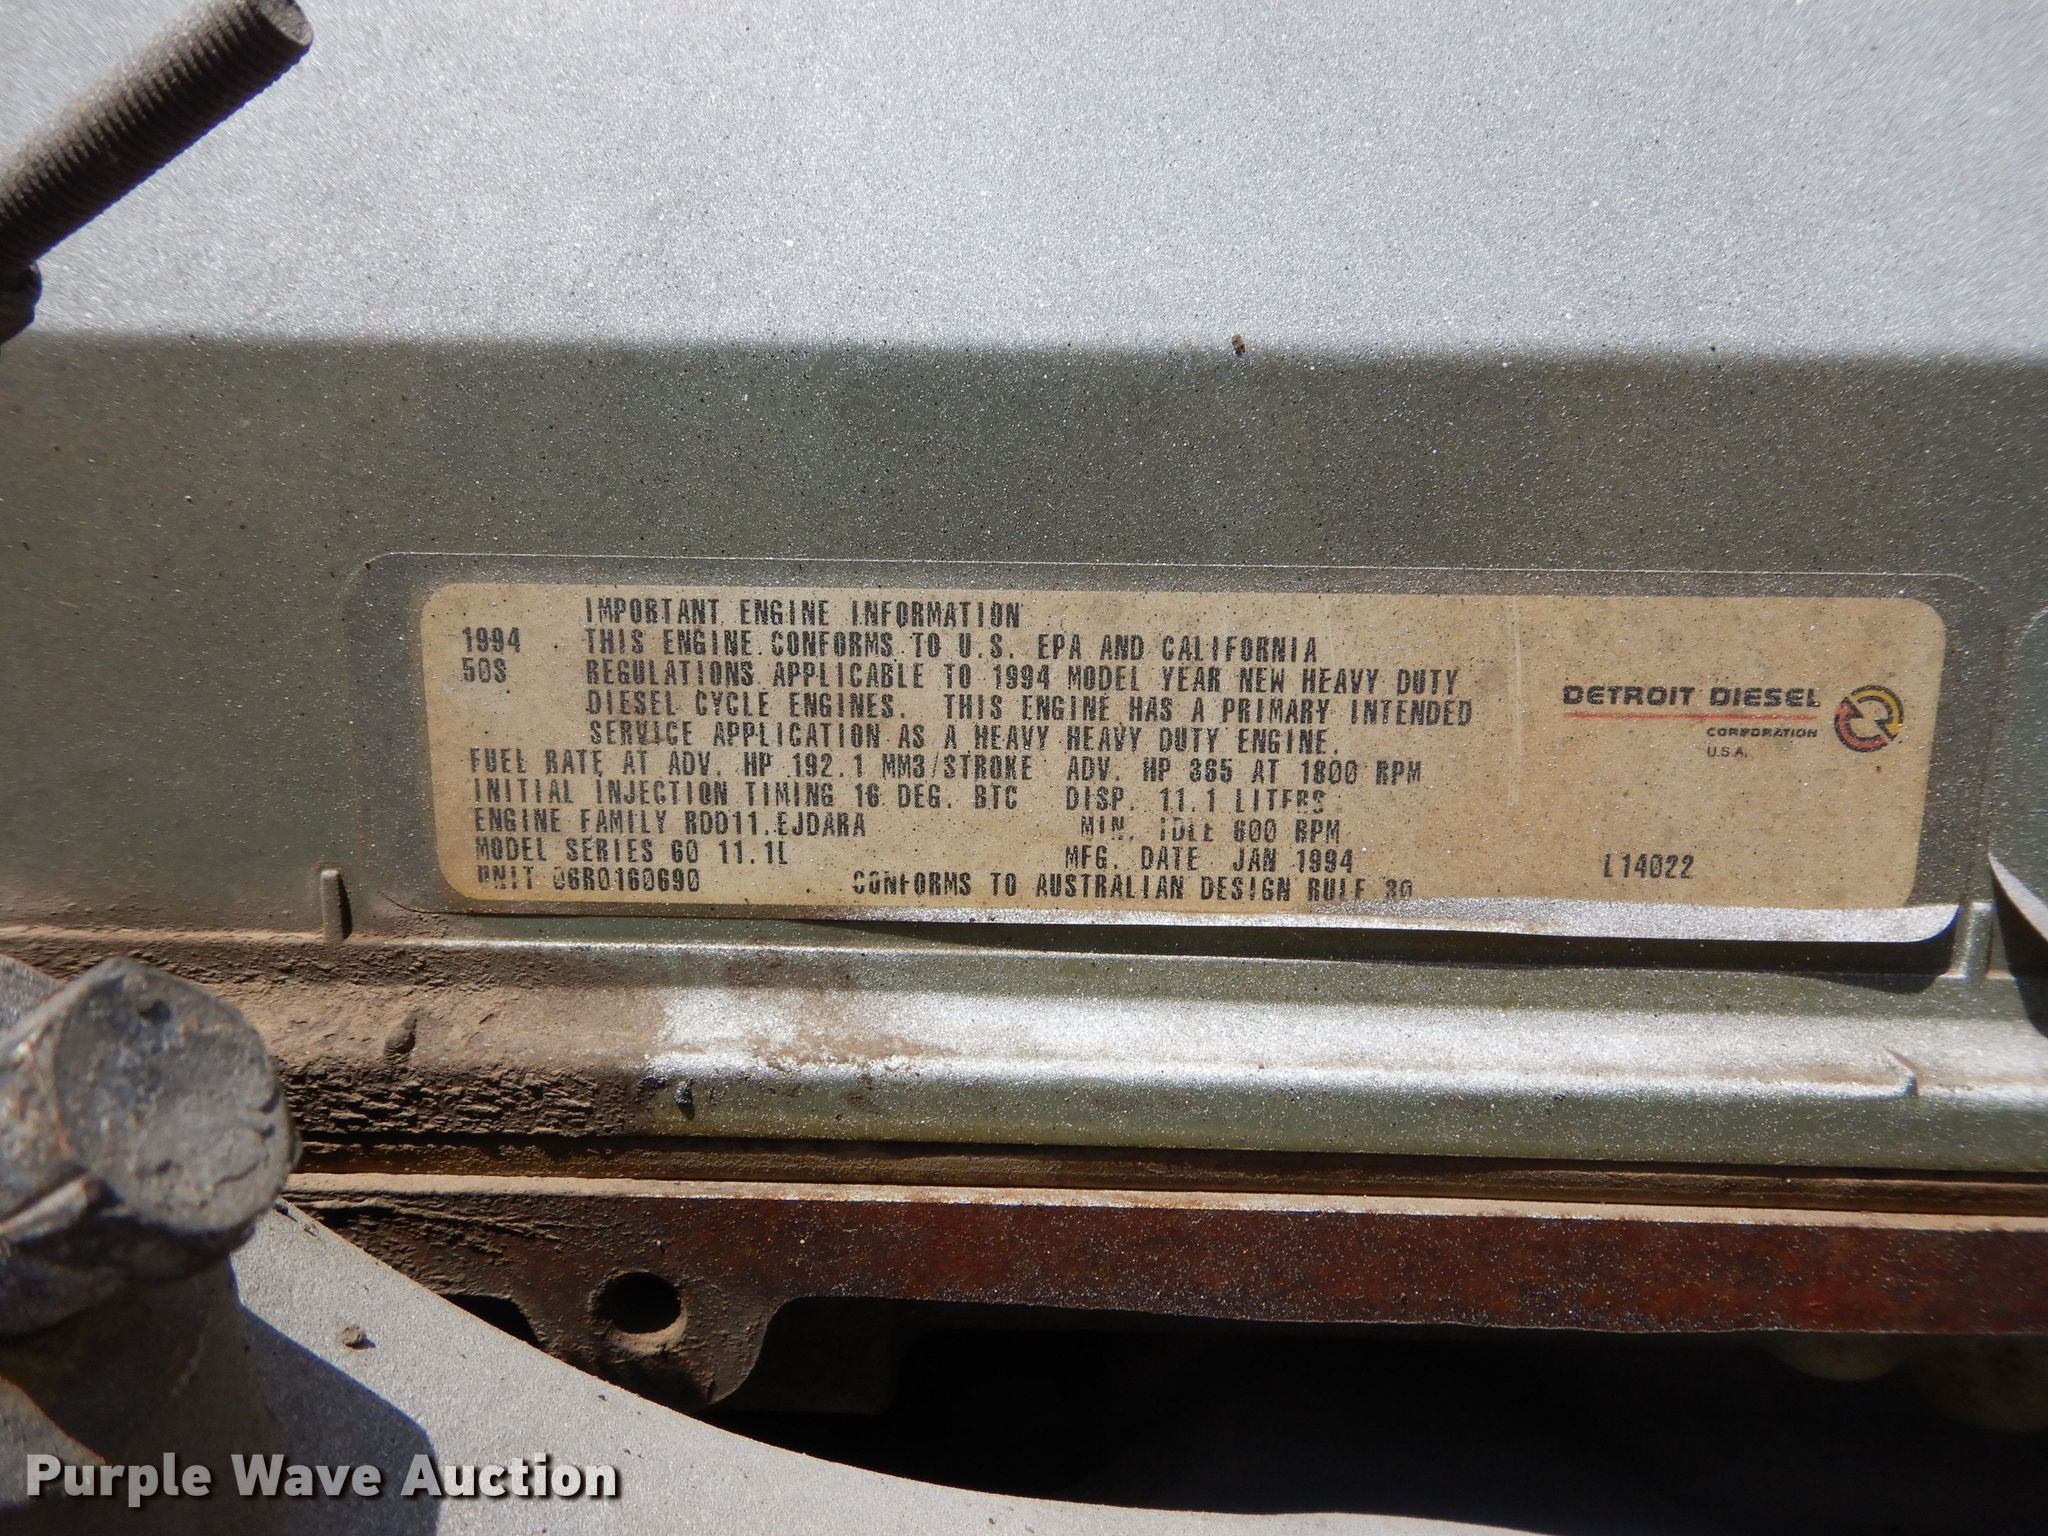 IMPORTANT ENGINE INFORMATION
1994 THIS ENGINE CONFORMS TO U.S. EPA AND CALIFORNIA
50S REGULATIONS APPLICABLE TO 1994 MODEL YEAR NEW HEAVY DUTY
DIESEL CYCLE ENGINES. THIS ENGINE HAS A PRIMARY INTENDED
SERVICE APPLICATION AS A HEAVY HEAVY DUTY ENGINE.
FUEL RATE AT ADV. HP 192.1 MM3/STROKE ADV. HP 365 AT 1800 RPM
INITIAL INJECTION TIMING 16 DEG. BTC DISP. 11.1 LITERS
ENGINE FAMILY RDD11.EJDARA MIN. IDLE 600 RPM
MODEL SERIES 60 11.1L MFG. DATE JAN 1994
UNIT 06R0160690 CONFORMS TO AUSTRALIAN DESIGN RULE 30
L14022
DETROIT DIESEL
CORPORATION
U.S.A.
Purple Wave Auction